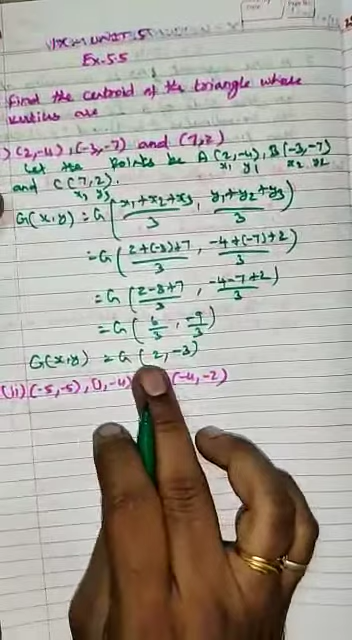 IX M UNIT 5
Ex-5.5
Find the centroid of the triangle whose
vertices are
) (2,-4), (-3,-7) and (7,2)
Let the points be A (2,-4), B (-3,-7)
x₁ y₁ x₂ y₂
and C (7,2).
x₃ y₃
G(x,y) = G (x₁+x₂+x₃/3, y₁+y₂+y₃/3)
= G (2+(-3)+7/3, -4+(-7)+2/3)
= G (2-3+7/3, -4-7+2/3)
= G (6/3, -9/3)
G(x,y) = G (2,-3)
(ii) (-5,-5), (1,-4) (-4,-2)